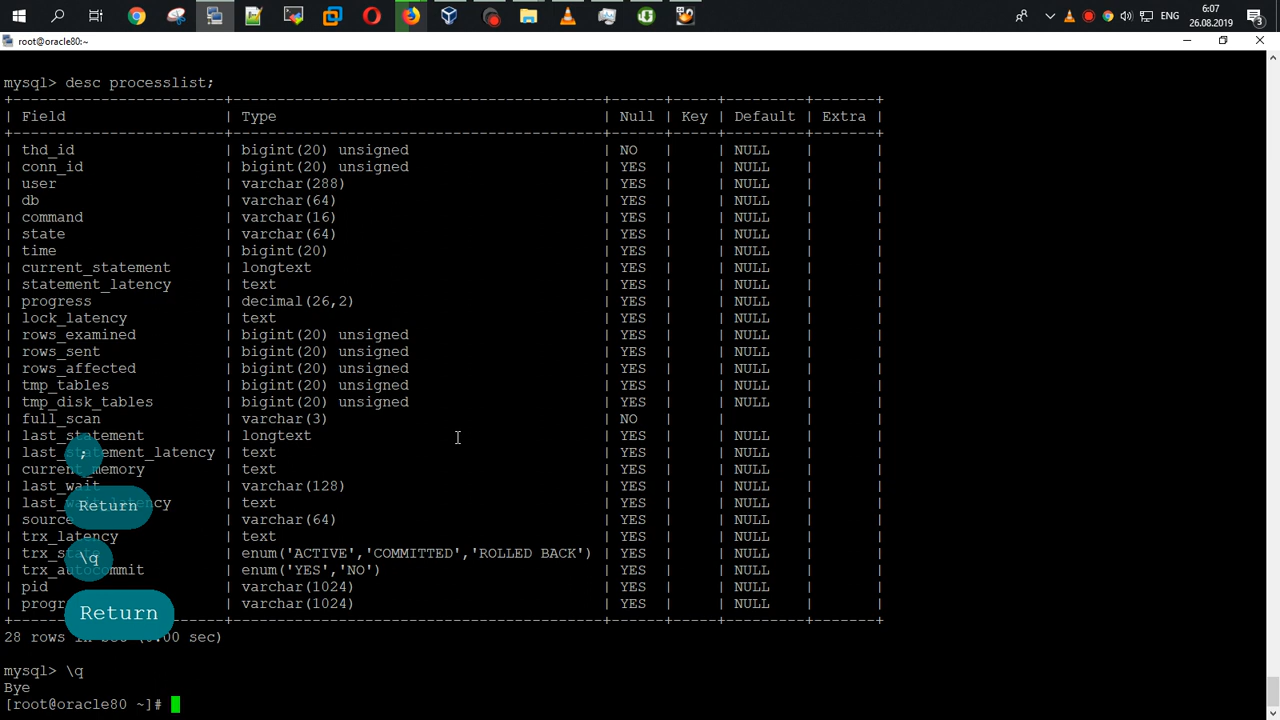 6:07
ENG
26.08.2019
3
root@oracle80:~
mysql> desc processlist;
+-------------------------+------------------------------------------+------+-----+---------+-------+
| Field | Type | Null | Key | Default | Extra |
+-------------------------+------------------------------------------+------+-----+---------+-------+
| thd_id | bigint(20) unsigned | NO | | NULL | |
| conn_id | bigint(20) unsigned | YES | | NULL | |
| user | varchar(288) | YES | | NULL | |
| db | varchar(64) | YES | | NULL | |
| command | varchar(16) | YES | | NULL | |
| state | varchar(64) | YES | | NULL | |
| time | bigint(20) | YES | | NULL | |
| current_statement | longtext | YES | | NULL | |
| statement_latency | text | YES | | NULL | |
| progress | decimal(26,2) | YES | | NULL | |
| lock_latency | text | YES | | NULL | |
| rows_examined | bigint(20) unsigned | YES | | NULL | |
| rows_sent | bigint(20) unsigned | YES | | NULL | |
| rows_affected | bigint(20) unsigned | YES | | NULL | |
| tmp_tables | bigint(20) unsigned | YES | | NULL | |
| tmp_disk_tables | bigint(20) unsigned | YES | | NULL | |
| full_scan | varchar(3) | NO | | | |
| last_statement | longtext | YES | | NULL | |
| last_statement_latency | text | YES | | NULL | |
;
| current_memory | text | YES | | NULL | |
| last_wait | varchar(128) | YES | | NULL | |
| last_wait_latency | text | YES | | NULL | |
Return
| source | varchar(64) | YES | | NULL | |
| trx_latency | text | YES | | NULL | |
| trx_state | enum('ACTIVE','COMMITTED','ROLLED BACK') | YES | | NULL | |
\q
| trx_autocommit | enum('YES','NO') | YES | | NULL | |
| pid | varchar(1024) | YES | | NULL | |
| progr | varchar(1024) | YES | | NULL | |
Return
+-------------------------+------------------------------------------+------+-----+---------+-------+
28 rows in set (0.00 sec)
mysql> \q
Bye
[root@oracle80 ~]#